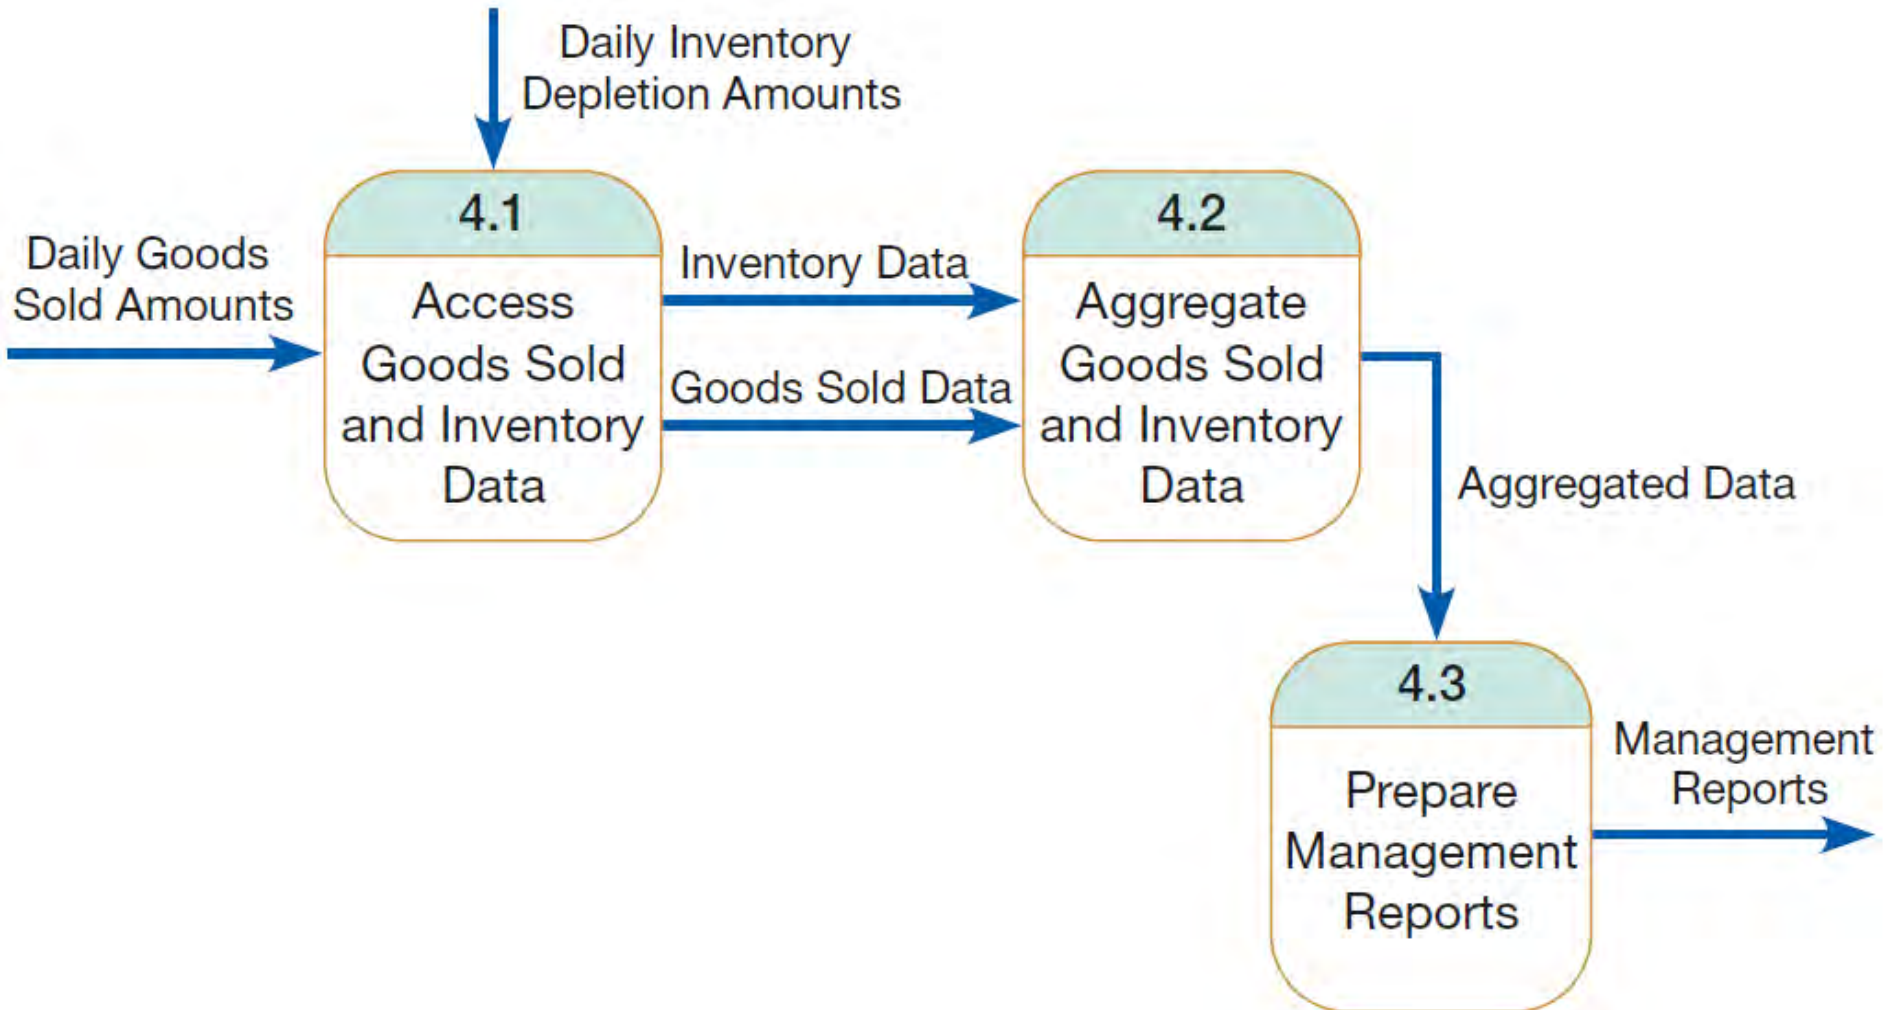 Daily Inventory
Depletion Amounts
4.1
Access
Goods Sold
and Inventory
Data
Daily Goods
Sold Amounts
Inventory Data
Goods Sold Data
4.2
Aggregate
Goods Sold
and Inventory
Data
Aggregated Data
4.3
Prepare
Management
Reports
Management
Reports